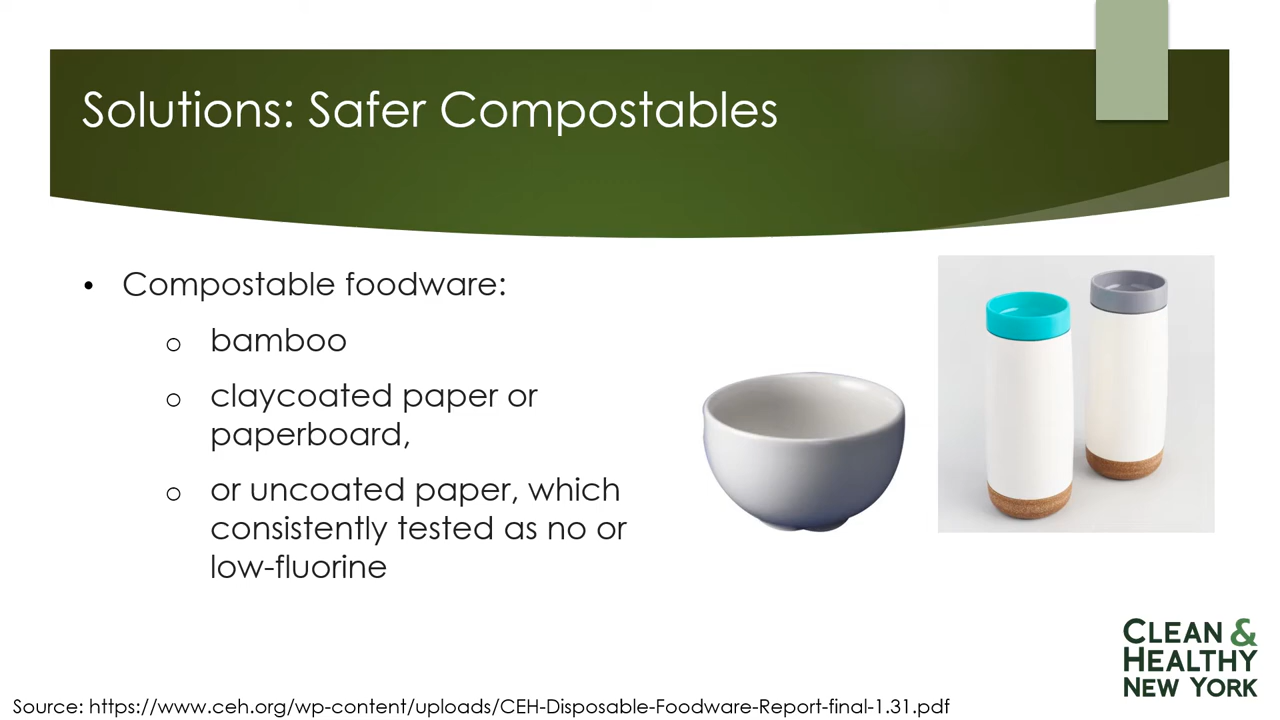 Solutions: Safer Compostables
• Compostable foodware:
o bamboo
o claycoated paper or
paperboard,
o or uncoated paper, which
consistently tested as no or
low-fluorine
CLEAN &
HEALTHY
NEW YORK
Source: https://www.ceh.org/wp-content/uploads/CEH-Disposable-Foodware-Report-final-1.31.pdf